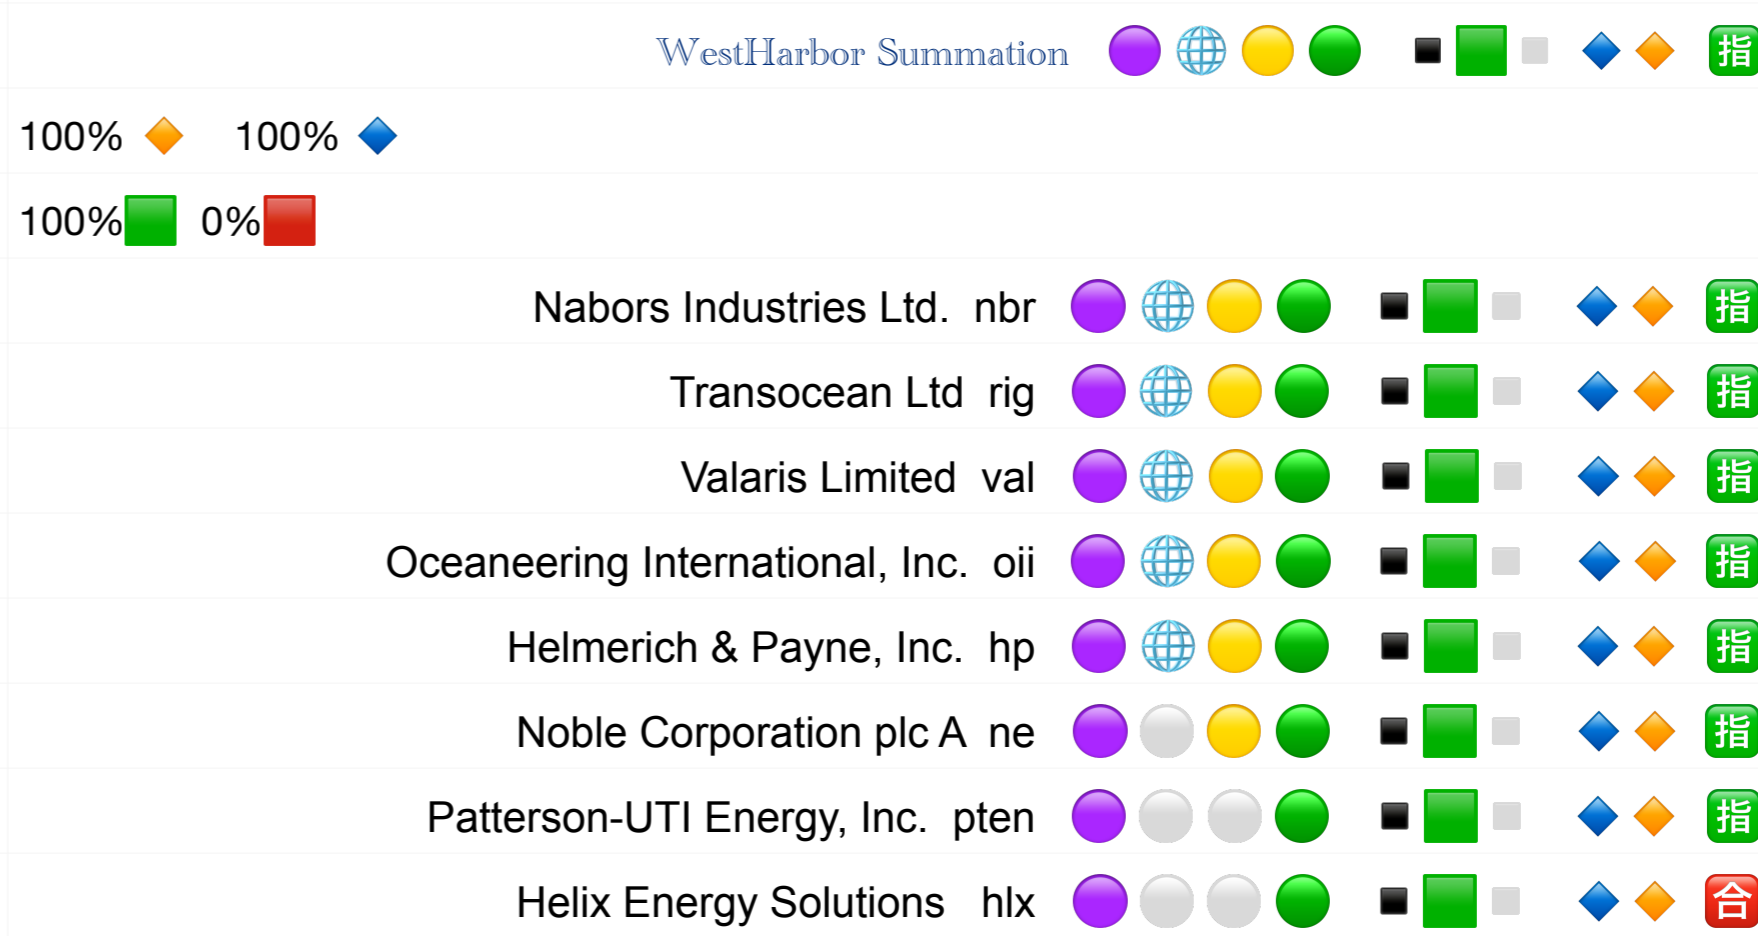 WestHarbor Summation 指
100% 100%
100% 0%
Nabors Industries Ltd. nbr 指
Transocean Ltd rig 指
Valaris Limited val 指
Oceaneering International, Inc. oii 指
Helmerich & Payne, Inc. hp 指
Noble Corporation plc A ne 指
Patterson-UTI Energy, Inc. pten 指
Helix Energy Solutions hlx 合